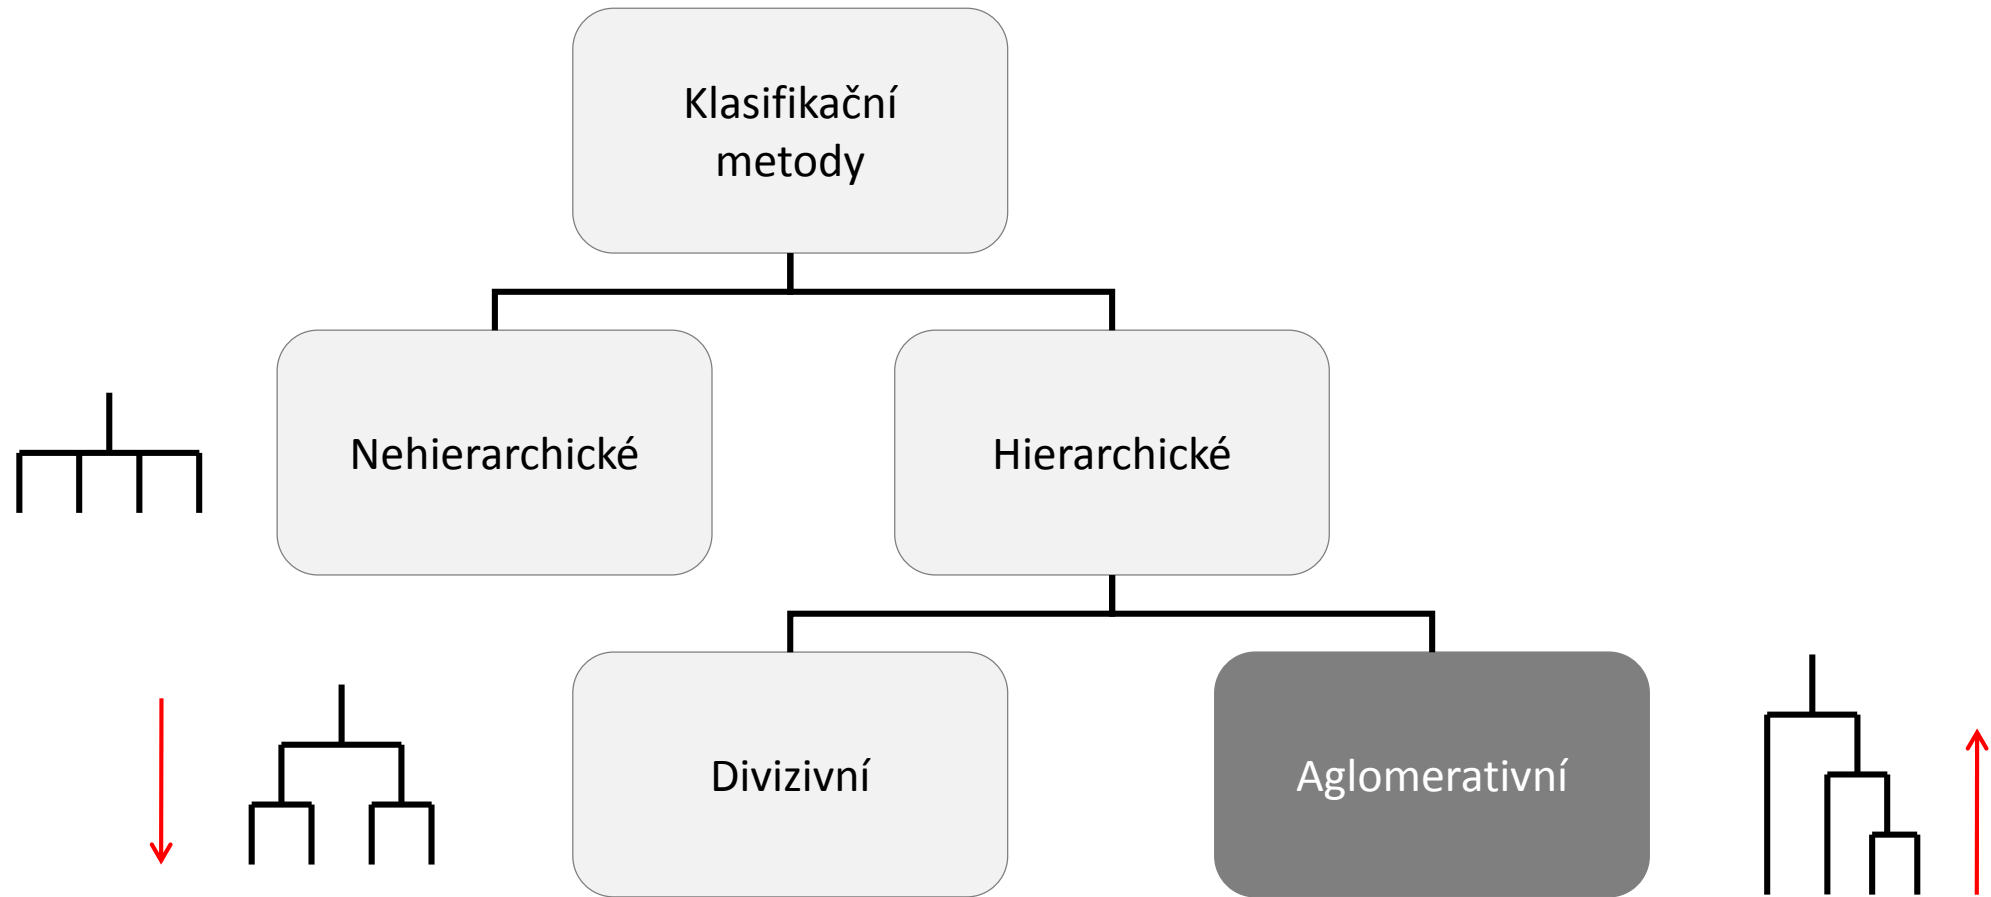 Klasifikační
metody
Nehierarchické
Hierarchické
Divizivní
Aglomerativní